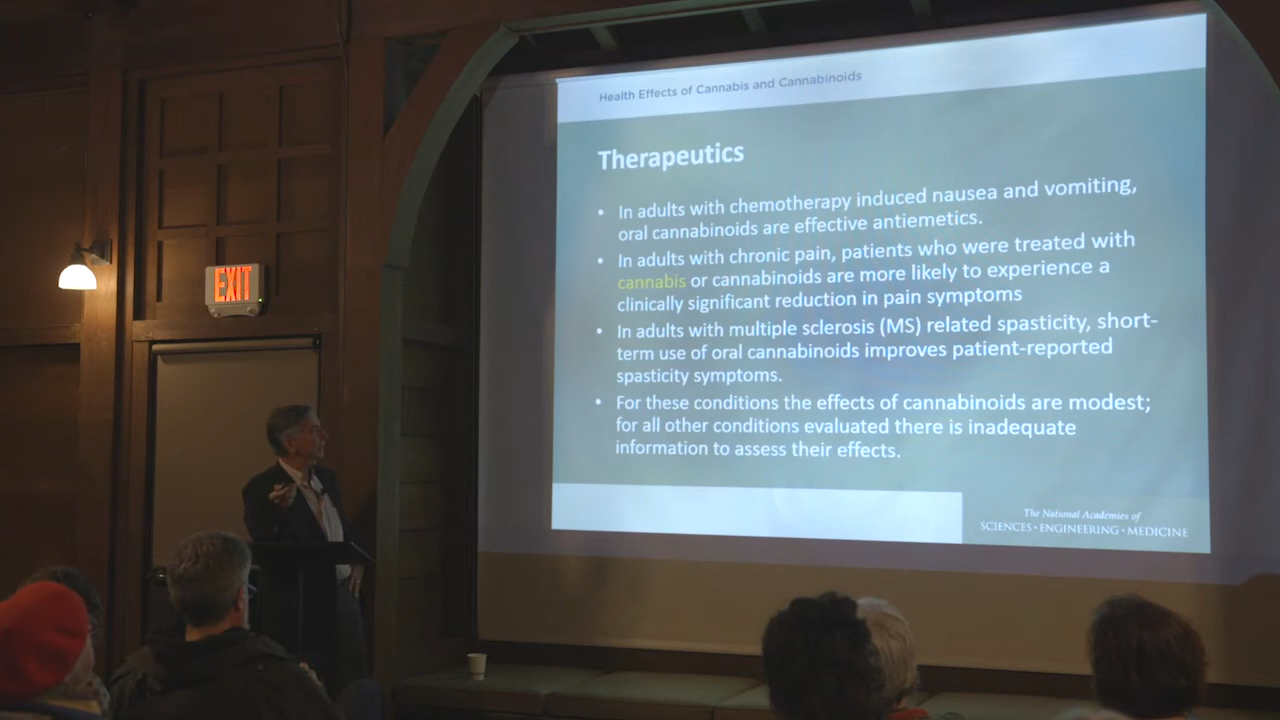 Health Effects of Cannabis and Cannabinoids
Therapeutics
• In adults with chemotherapy induced nausea and vomiting,
oral cannabinoids are effective antiemetics.
• In adults with chronic pain, patients who were treated with
cannabis or cannabinoids are more likely to experience a
clinically significant reduction in pain symptoms
• In adults with multiple sclerosis (MS) related spasticity, short-
term use of oral cannabinoids improves patient-reported
spasticity symptoms.
• For these conditions the effects of cannabinoids are modest;
for all other conditions evaluated there is inadequate
information to assess their effects.
The National Academies of
SCIENCES • ENGINEERING • MEDICINE
EXIT